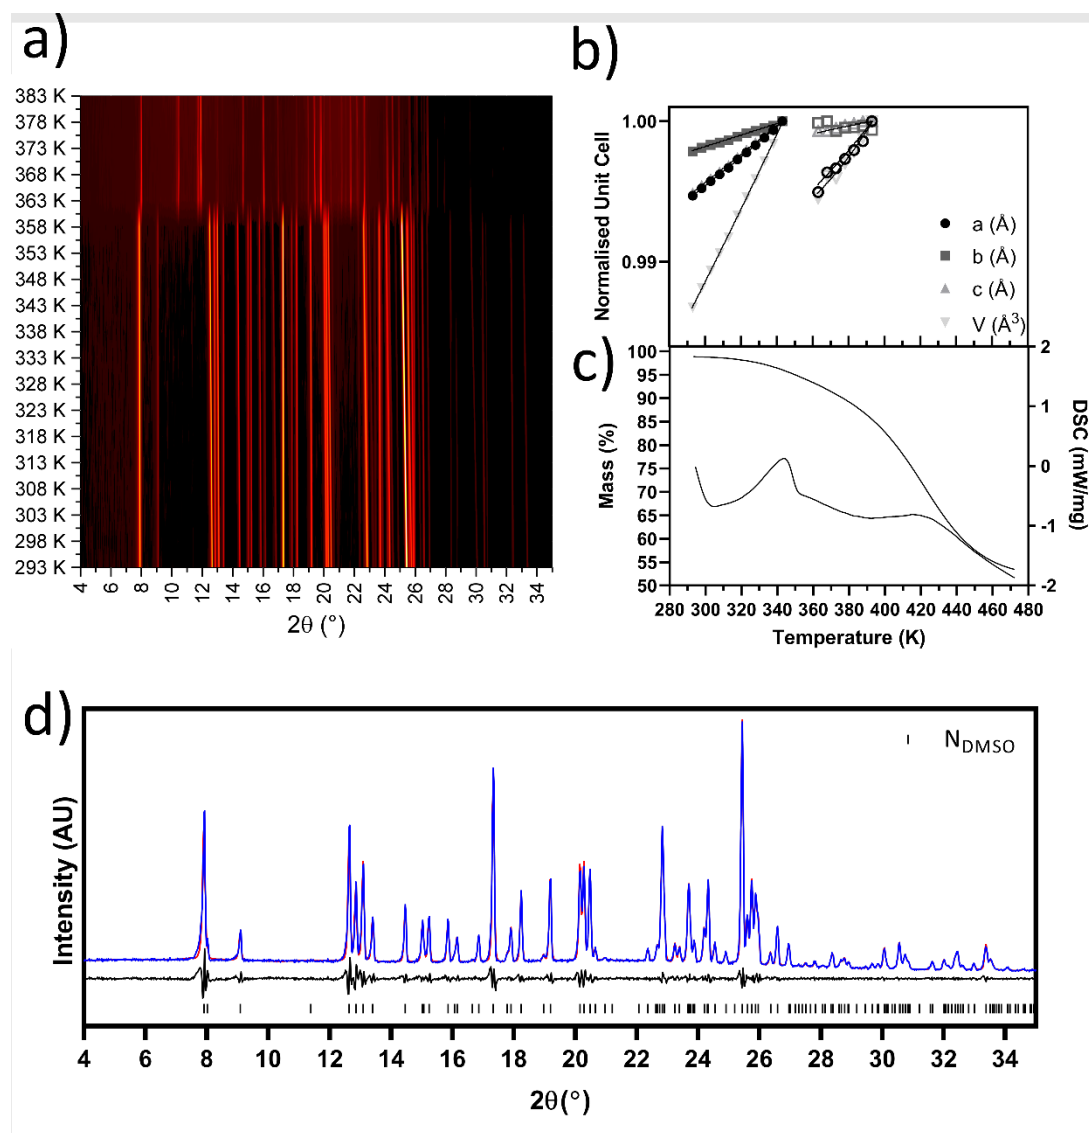 a)
383 K
378 K
373 K
368 K
363 K
358 K
353 K
348 K
343 K
338 K
333 K
328 K
323 K
318 K
313 K
308 K
303 K
298 K
293 K
4 6 8 10 12 14 16 18 20 22 24 26 28 30 32 34
2θ (°)
b)
Normalised Unit Cell
1.00
0.99
a (Å)
b (Å)
c (Å)
V (Å³)
c)
Mass (%)
100
95
90
85
80
75
70
65
60
55
50
2
1
0
-1
-2
DSC (mW/mg)
280 300 320 340 360 380 400 420 440 460 480
Temperature (K)
d)
Intensity (AU)
N_DMSO
4 6 8 10 12 14 16 18 20 22 24 26 28 30 32 34
2θ(°)